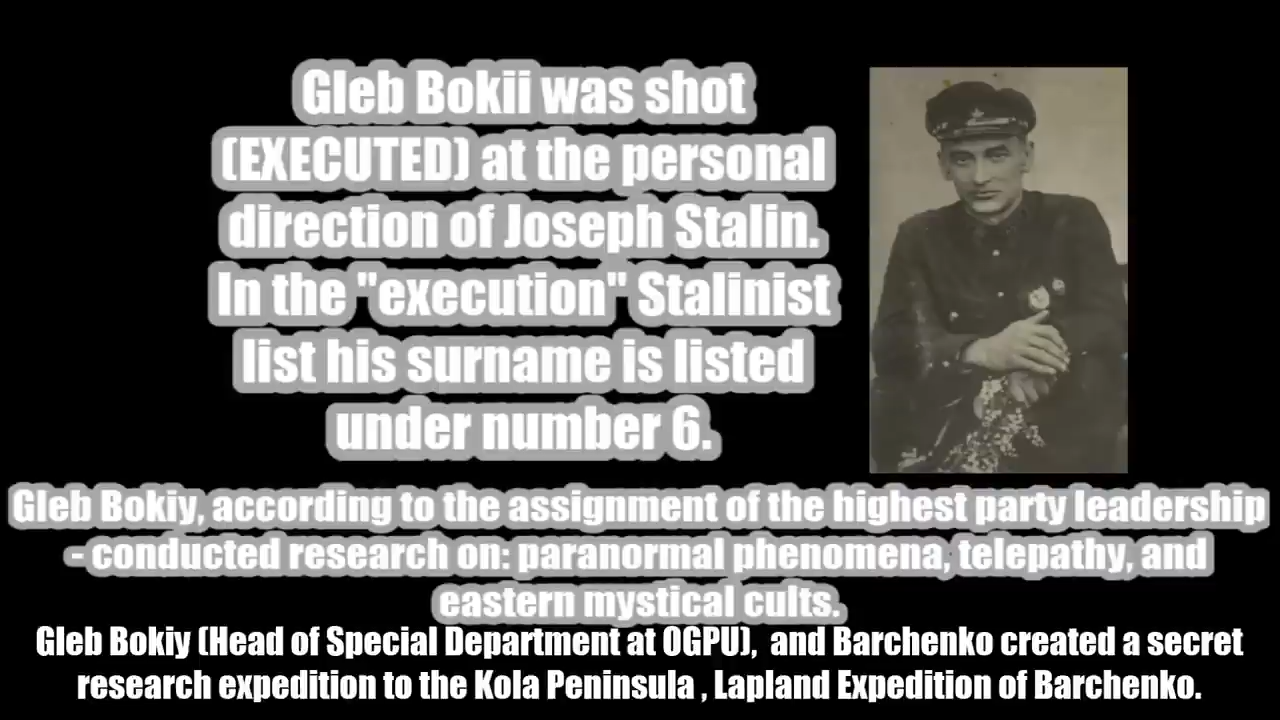 Gleb Bokii was shot
(EXECUTED) at the personal
direction of Joseph Stalin.
In the "execution" Stalinist
list his surname is listed
under number 6.
Gleb Bokiy, according to the assignment of the highest party leadership
- conducted research on: paranormal phenomena, telepathy, and
eastern mystical cults.
Gleb Bokiy (Head of Special Department at OGPU), and Barchenko created a secret
research expedition to the Kola Peninsula , Lapland Expedition of Barchenko.